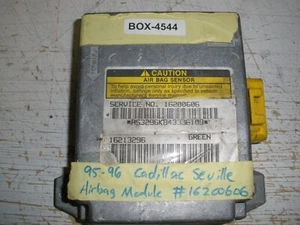 BOX-4544
CAUTION
AIR BAG SENSOR
SERVICE NO. 16200606
16213296 GREEN
95-96 Cadillac Seville
Airbag Module #16200606